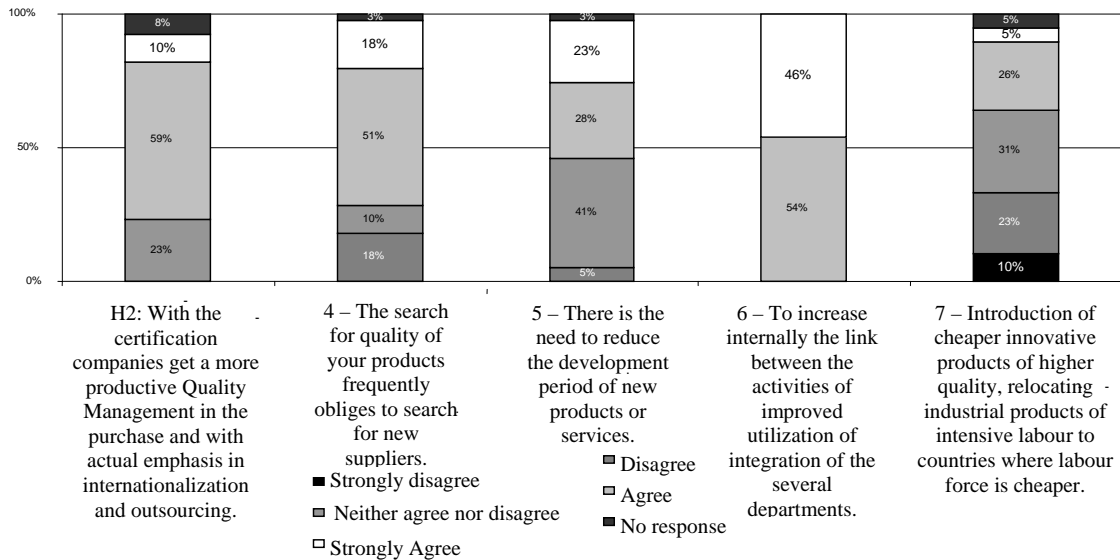 100%
50%
0%
8%
10%
59%
23%
3%
18%
51%
10%
18%
3%
23%
28%
41%
5%
46%
54%
5%
5%
26%
31%
23%
10%
H2: With the
certification
companies get a more
productive Quality
Management in the
purchase and with
actual emphasis in
internationalization
and outsourcing.
4 – The search
for quality of
your products
frequently
obliges to search
for new
suppliers.
5 – There is the
need to reduce
the development
period of new
products or
services.
6 – To increase
internally the link
between the
activities of
improved
utilization of
integration of the
several
departments.
7 – Introduction of
cheaper innovative
products of higher
quality, relocating
industrial products of
intensive labour to
countries where labour
force is cheaper.
Strongly disagree
Disagree
Neither agree nor disagree
Agree
Strongly Agree
No response